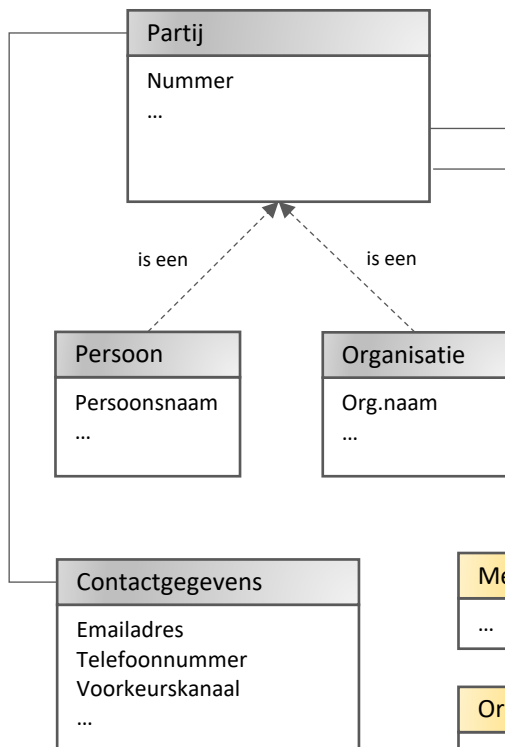 Partij
Nummer
...
is een
is een
Persoon
Persoonsnaam
...
Organisatie
Org.naam
...
Contactgegevens
Emailadres
Telefoonnummer
Voorkeurskanaal
...
...